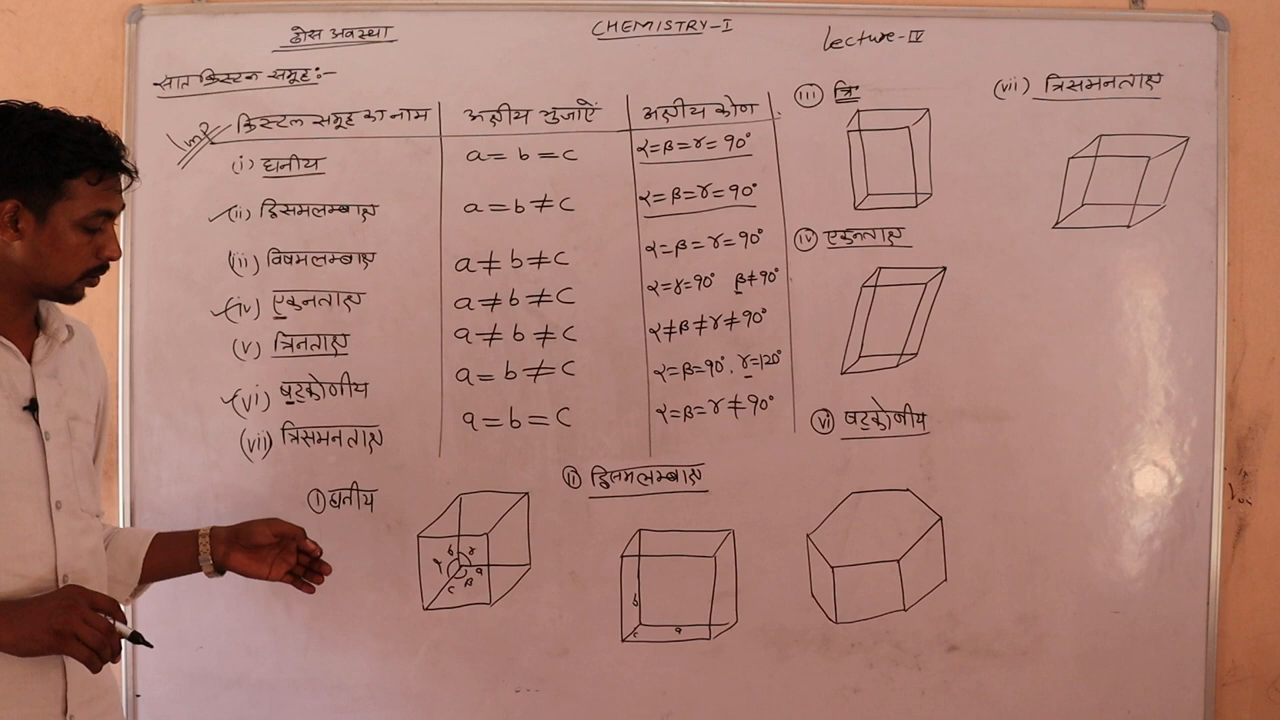 ठोस अवस्था
CHEMISTRY-I
Lecture-IV
सात क्रिस्टल समूह:-
Imp क्रिस्टल समूह का नाम | अक्षीय भुजाएँ | अक्षीय कोण
(i) घनीय a = b = c α=β=γ=90°
(ii) द्विसमलम्बाक्ष a = b ≠ c α=β=γ=90°
(iii) विषमलम्बाक्ष a ≠ b ≠ c α=β=γ=90°
(iv) एकनताक्ष a ≠ b ≠ c α=γ=90° β≠90°
(v) त्रिनताक्ष a ≠ b ≠ c α≠β≠γ≠90°
(vi) षट्कोणीय a = b ≠ c α=β=90°, γ=120°
(vii) त्रिसमनताक्ष a = b = c α=β=γ≠90°
(i) घनीय
b γ
α a
c β
(ii) द्विसमलम्बाक्ष
b
c a
(iii) त्रि
(iv) एकनताक्ष
(vi) षट्कोणीय
(vii) त्रिसमनताक्ष